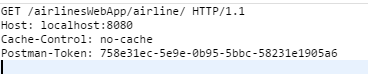 GET /airlinesWebApp/airline/ HTTP/1.1
Host: localhost:8080
Cache-Control: no-cache
Postman-Token: 758e31ec-5e9e-0b95-5bbc-58231e1905a6